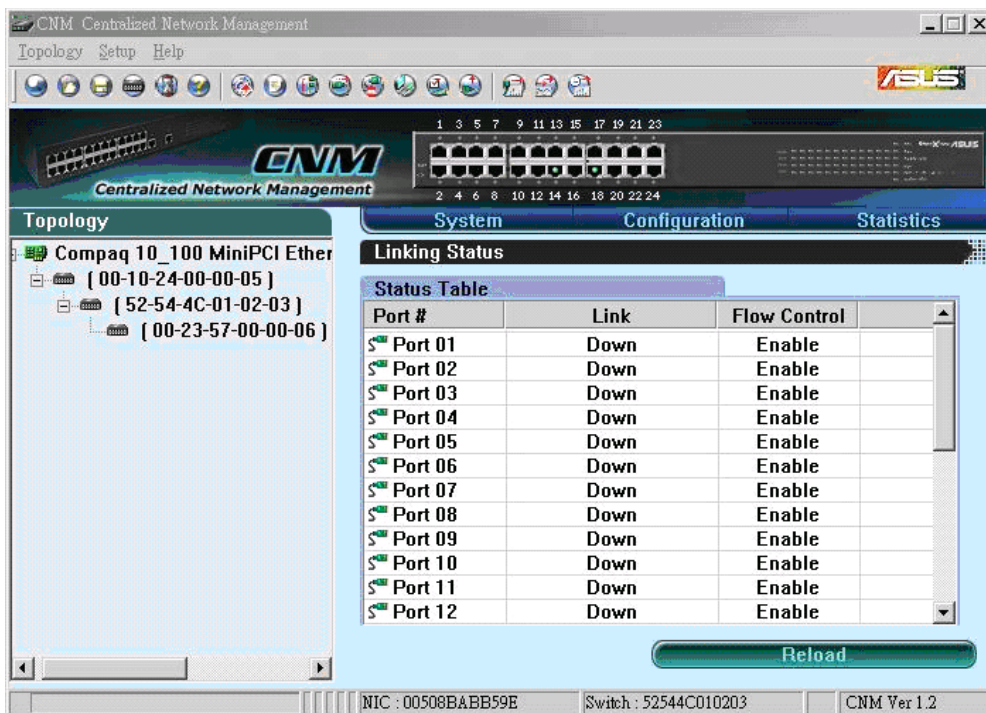 CNM Centralized Network Management
Topology Setup Help
ASUS
1 3 5 7 9 11 13 15 17 19 21 23
CNM
Centralized Network Management
2 4 6 8 10 12 14 16 18 20 22 24
Topology
System Configuration Statistics
Compaq 10_100 MiniPCI Ether
( 00-10-24-00-00-05 )
( 52-54-4C-01-02-03 )
( 00-23-57-00-00-06 )
Linking Status
Status Table
Port # Link Flow Control
Port 01 Down Enable
Port 02 Down Enable
Port 03 Down Enable
Port 04 Down Enable
Port 05 Down Enable
Port 06 Down Enable
Port 07 Down Enable
Port 08 Down Enable
Port 09 Down Enable
Port 10 Down Enable
Port 11 Down Enable
Port 12 Down Enable
Reload
NIC : 00508BABB59E Switch : 52544C010203 CNM Ver 1.2